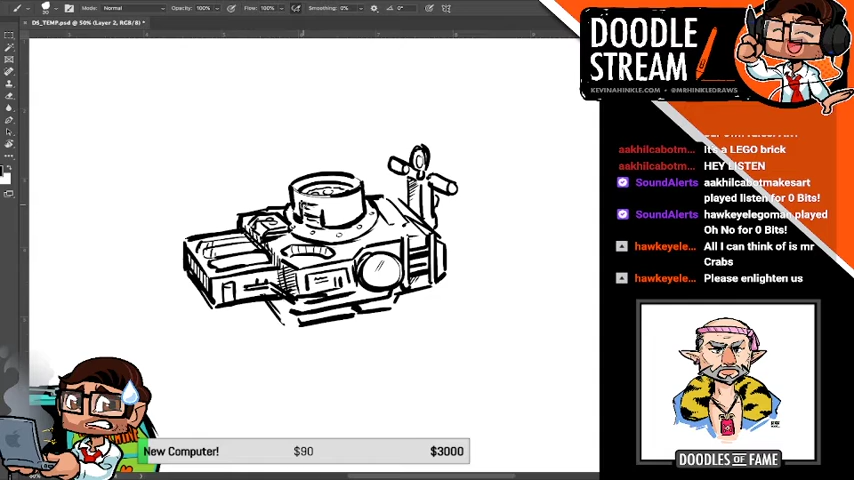 Mode: Normal Opacity: 100% Flow: 100% Smoothing: 0% 0°
DS_TEMP.psd @ 50% (Layer 2, RGB/8) *
DOODLE
STREAM
KEVINAHINKLE.COM • @MRHINKLEDRAWS
aakhilcabotm... It's a LEGO brick
aakhilcabotm... HEY LISTEN
SoundAlerts aakhilcabotmakesart
played listen for 0 Bits!
SoundAlerts hawkeyelegoman played
Oh No for 0 Bits!
hawkeyele... All I can think of is mr
Crabs
hawkeyele... Please enlighten us
DOODLES OF FAME
New Computer! $90 $3000